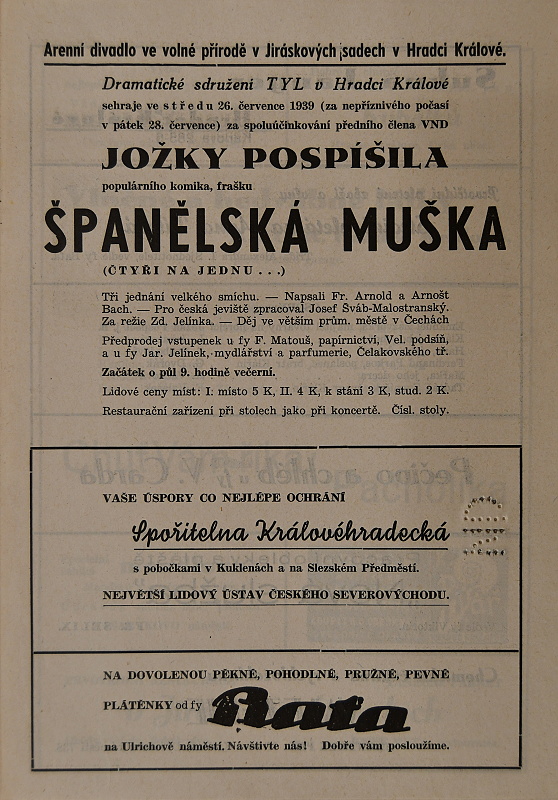 Arenní divadlo ve volné přírodě v Jiráskových sadech v Hradci Králové.
Dramatické sdružení TYL v Hradci Králové
sehraje ve středu 26. července 1939 (za nepříznivého počasí
v pátek 28. července) za spoluúčinkování předního člena VND
JOŽKY POSPÍŠILA
populárního komika, frašku
ŠPANĚLSKÁ MUŠKA
(ČTYŘI NA JEDNU...)
Tři jednání velkého smíchu. — Napsali Fr. Arnold a Arnošt
Bach. — Pro česká jeviště zpracoval Josef Šváb-Malostranský.
Za režie Zd. Jelínka. — Děj ve větším prům. městě v Čechách
Předprodej vstupenek u fy F. Matouš, papírnictví, Vel. podsíň,
a u fy Jar. Jelínek, mydlářství a parfumerie, Čelakovského tř.
Začátek o půl 9. hodině večerní.
Lidové ceny míst: I. místo 5 K, II. 4 K, k stání 3 K, stud. 2 K.
Restaurační zařízení při stolech jako při koncertě. Čísl. stoly.
VAŠE ÚSPORY CO NEJLÉPE OCHRÁNÍ
Spořitelna Královéhradecká
s pobočkami v Kuklenách a na Slezském Předměstí.
NEJVĚTŠÍ LIDOVÝ ÚSTAV ČESKÉHO SEVEROVÝCHODU.
NA DOVOLENOU PĚKNÉ, POHODLNÉ, PRUŽNÉ, PEVNÉ
PLÁTĚNKY od fy Baťa
na Ulrichově náměstí. Návštivte nás! Dobře vám posloužíme.